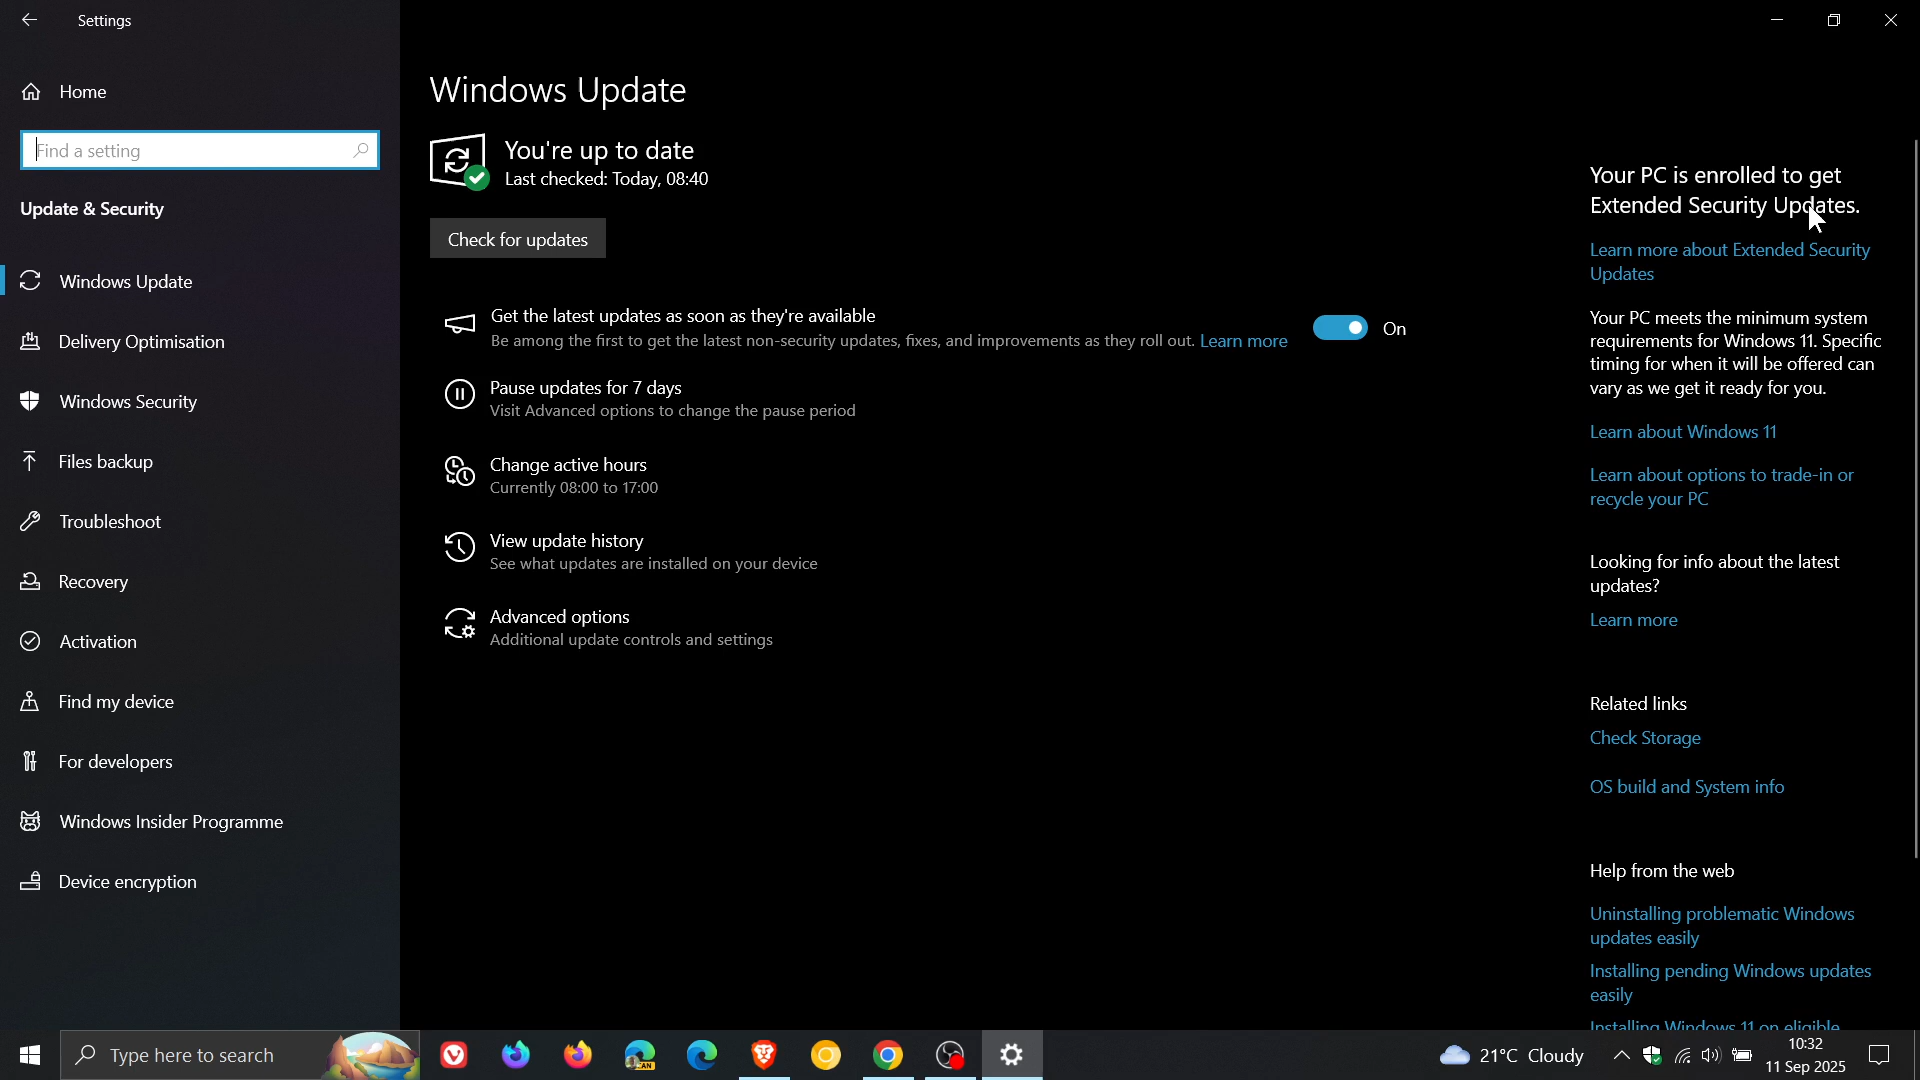 Settings
Home
Find a setting
Update & Security
Windows Update
Delivery Optimisation
Windows Security
Files backup
Troubleshoot
Recovery
Activation
Find my device
For developers
Windows Insider Programme
Device encryption
Windows Update
You're up to date
Last checked: Today, 08:40
Check for updates
Get the latest updates as soon as they're available
Be among the first to get the latest non-security updates, fixes, and improvements as they roll out. Learn more
On
Pause updates for 7 days
Visit Advanced options to change the pause period
Change active hours
Currently 08:00 to 17:00
View update history
See what updates are installed on your device
Advanced options
Additional update controls and settings
Your PC is enrolled to get
Extended Security Updates.
Learn more about Extended Security
Updates
Your PC meets the minimum system
requirements for Windows 11. Specific
timing for when it will be offered can
vary as we get it ready for you.
Learn about Windows 11
Learn about options to trade-in or
recycle your PC
Looking for info about the latest
updates?
Learn more
Related links
Check Storage
OS build and System info
Help from the web
Uninstalling problematic Windows
updates easily
Installing pending Windows updates
easily
Installing Windows 11 on eligible
Type here to search
CAN
21°C Cloudy
10:32
11 Sep 2025